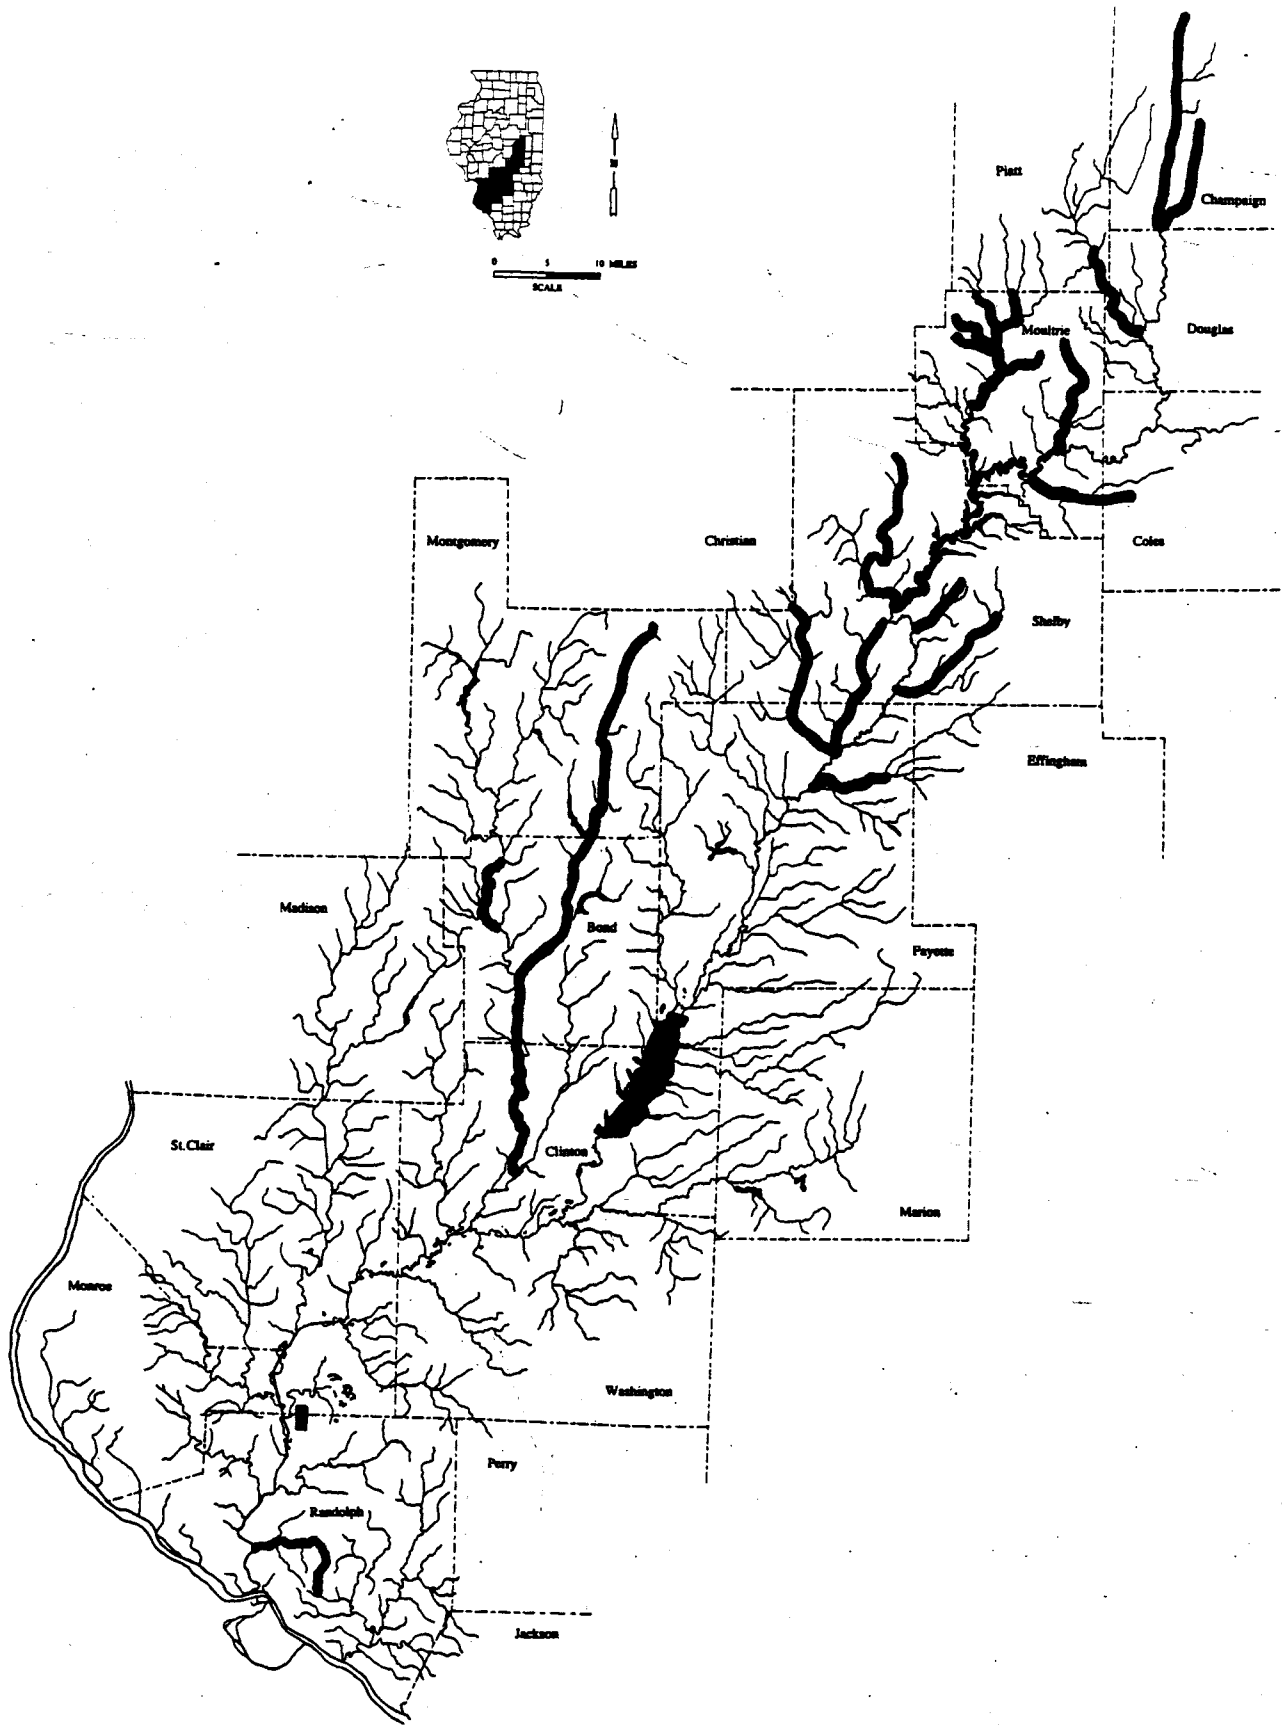 Piatt
Champaign
N
0 5 10 MILES
SCALE
Moultrie
Douglas
Montgomery
Christian
Coles
Shelby
Effingham
Madison
Bond
Fayette
St. Clair
Clinton
Marion
Monroe
Washington
Perry
Randolph
Jackson